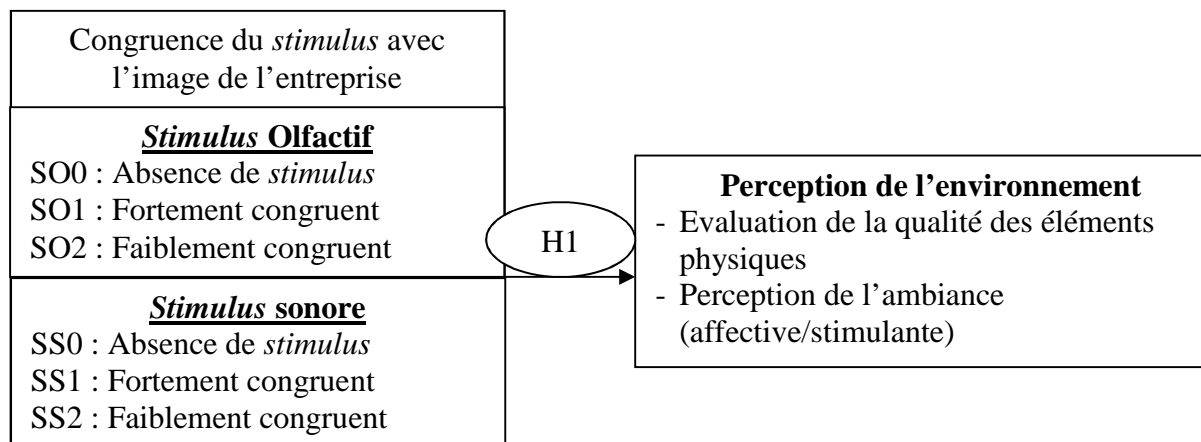 Congruence du stimulus avec
l’image de l’entreprise
Stimulus Olfactif
SO0 : Absence de stimulus
SO1 : Fortement congruent
SO2 : Faiblement congruent
Stimulus sonore
SS0 : Absence de stimulus
SS1 : Fortement congruent
SS2 : Faiblement congruent
H1
Perception de l’environnement
- Evaluation de la qualité des éléments
physiques
- Perception de l’ambiance
(affective/stimulante)